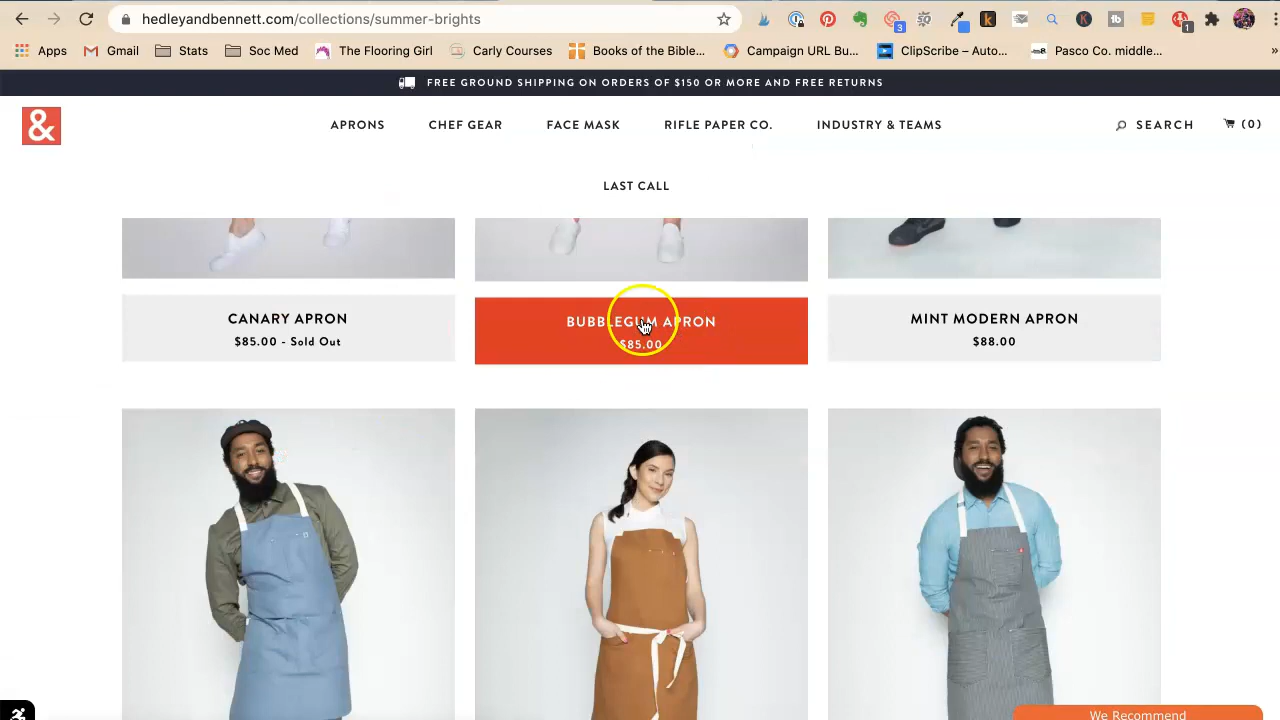 hedleyandbennett.com/collections/summer-brights
3
1
Apps
Gmail
Stats
Soc Med
The Flooring Girl
Carly Courses
Books of the Bible...
Campaign URL Bu...
ClipScribe – Auto...
Pasco Co. middle...
»
FREE GROUND SHIPPING ON ORDERS OF $150 OR MORE AND FREE RETURNS
&
APRONS
CHEF GEAR
FACE MASK
RIFLE PAPER CO.
INDUSTRY & TEAMS
SEARCH
(0)
LAST CALL
CANARY APRON
$85.00 - Sold Out
BUBBLEGUM APRON
$85.00
MINT MODERN APRON
$88.00
We Recommend